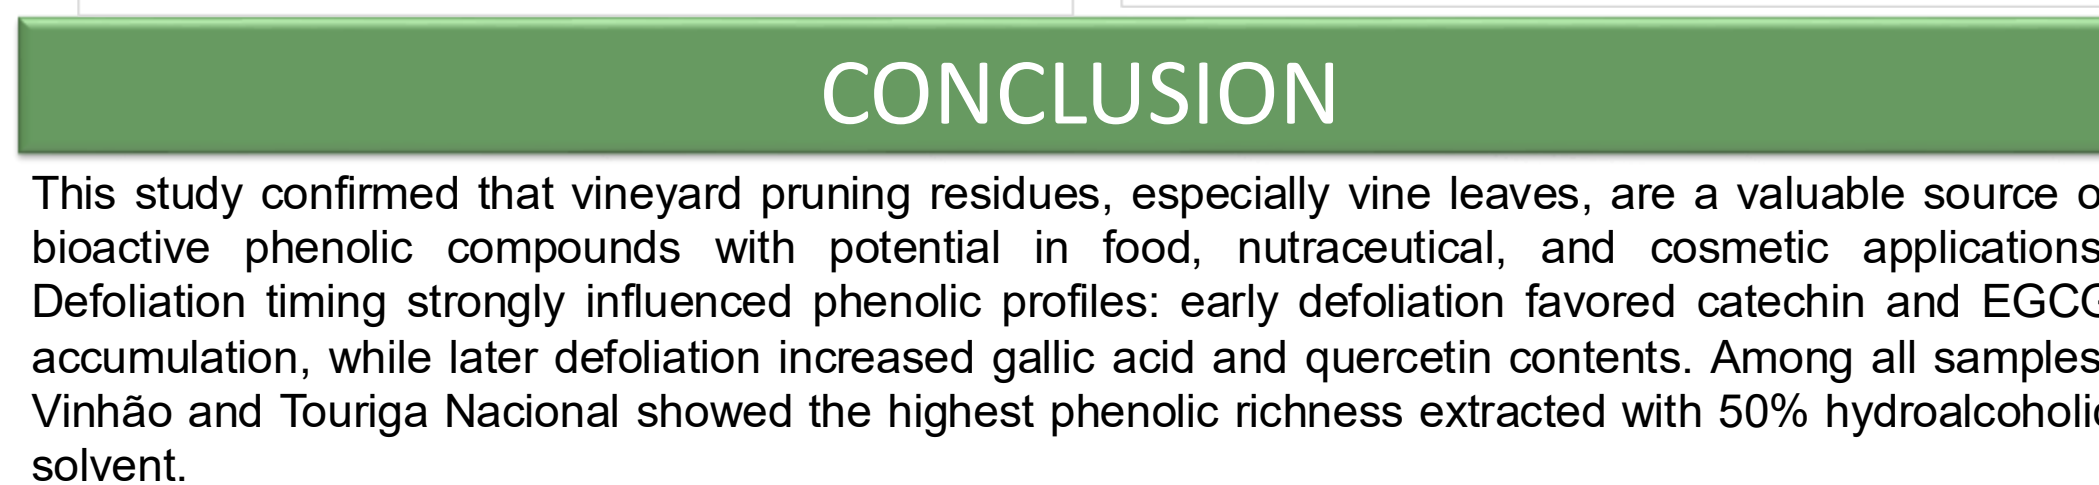 CONCLUSION
This study confirmed that vineyard pruning residues, especially vine leaves, are a valuable source
bioactive phenolic compounds with potential in food, nutraceutical, and cosmetic applications
Defoliation timing strongly influenced phenolic profiles: early defoliation favored catechin and EGCG
accumulation, while later defoliation increased gallic acid and quercetin contents. Among all samples
Vinhão and Touriga Nacional showed the highest phenolic richness extracted with 50% hydroalcoholic
solvent.